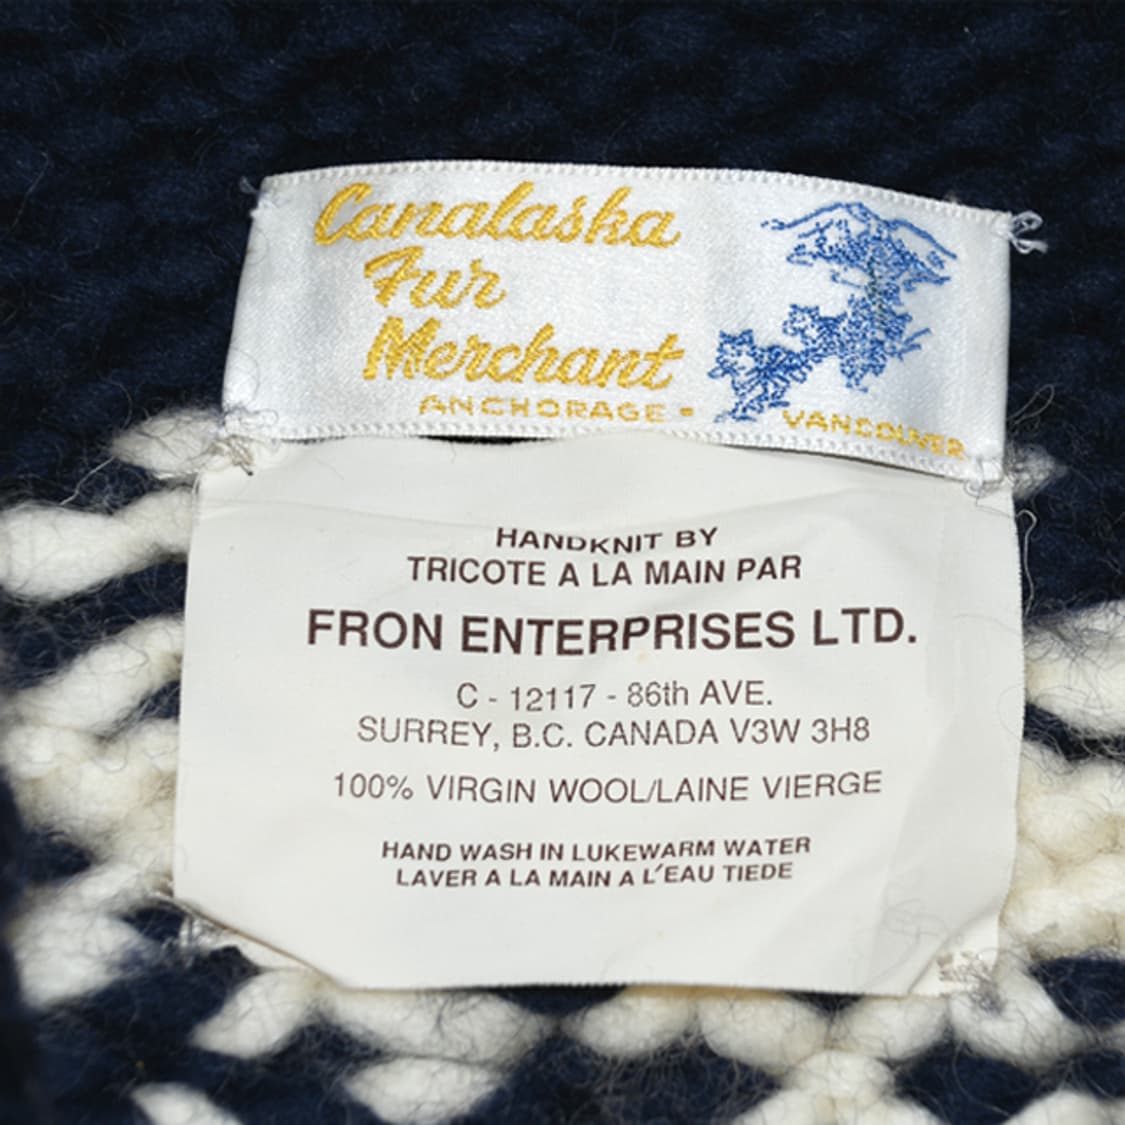 Canalaska
Fur
Merchant
ANCHORAGE - VANCOUVER
HANDKNIT BY
TRICOTE A LA MAIN PAR
FRON ENTERPRISES LTD.
C - 12117 - 86th AVE.
SURREY, B.C. CANADA V3W 3H8
100% VIRGIN WOOL/LAINE VIERGE
HAND WASH IN LUKEWARM WATER
LAVER A LA MAIN A L'EAU TIEDE